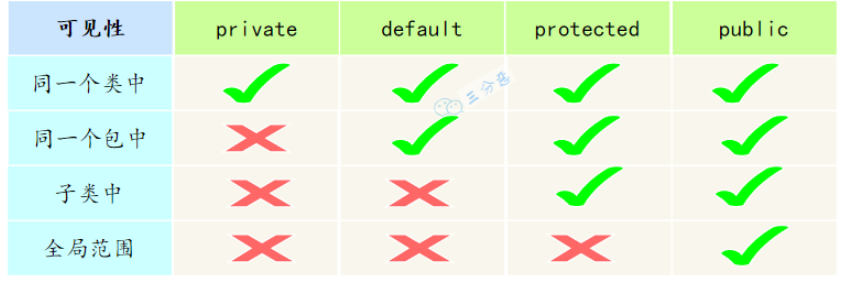 可见性 private default protected public
同一个类中
三分恶
同一个包中
子类中
全局范围